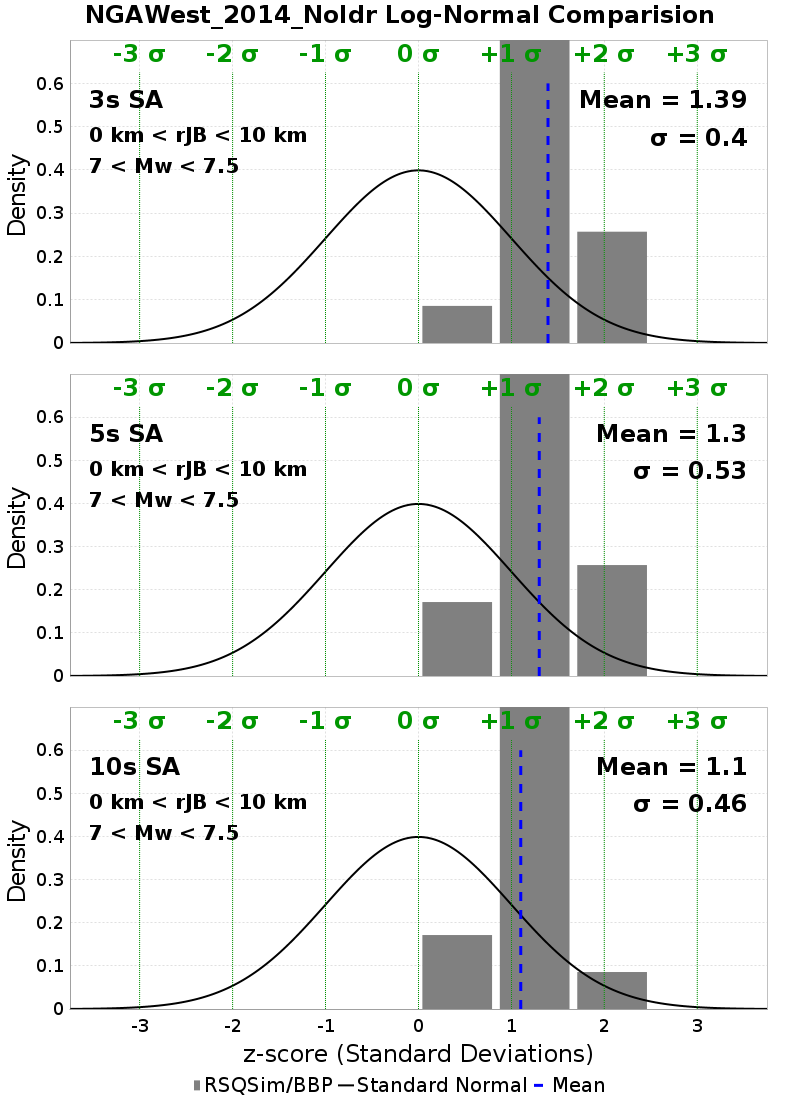 NGAWest_2014_NoIdr Log-Normal Comparision
-3 σ -2 σ -1 σ 0 σ +1 σ +2 σ +3 σ
0.6
3s SA Mean = 1.39
0.5
0 km < rJB < 10 km σ = 0.4
7 < Mw < 7.5
0.4
Density
0.3
0.2
0.1
0
-3 σ -2 σ -1 σ 0 σ +1 σ +2 σ +3 σ
0.6
5s SA Mean = 1.3
0.5
0 km < rJB < 10 km σ = 0.53
7 < Mw < 7.5
0.4
Density
0.3
0.2
0.1
0
-3 σ -2 σ -1 σ 0 σ +1 σ +2 σ +3 σ
0.6
10s SA Mean = 1.1
0.5
0 km < rJB < 10 km σ = 0.46
7 < Mw < 7.5
0.4
Density
0.3
0.2
0.1
0
-3 -2 -1 0 1 2 3
z-score (Standard Deviations)
RSQSim/BBP Standard Normal Mean